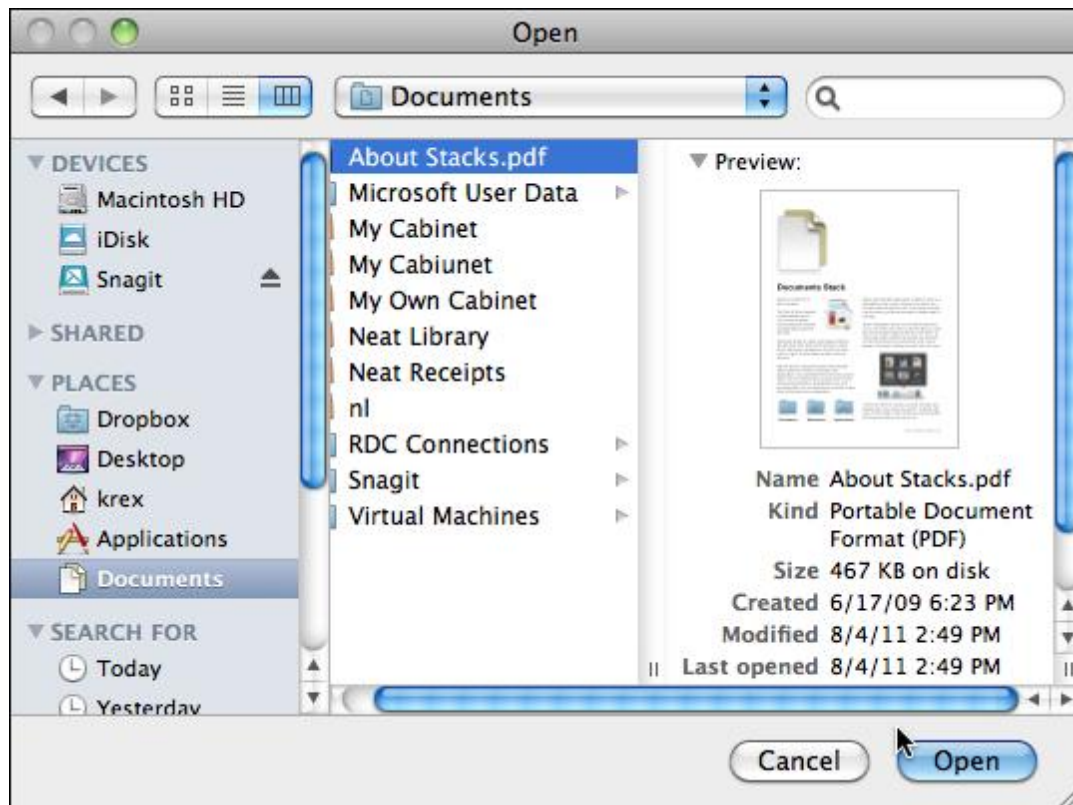 Open
Documents
DEVICES
Macintosh HD
iDisk
Snagit
SHARED
PLACES
Dropbox
Desktop
krex
Applications
Documents
SEARCH FOR
Today
Yesterday
About Stacks.pdf
Microsoft User Data
My Cabinet
My Cabiunet
My Own Cabinet
Neat Library
Neat Receipts
nl
RDC Connections
Snagit
Virtual Machines
Preview:
Documents Stack
Name About Stacks.pdf
Kind Portable Document
Format (PDF)
Size 467 KB on disk
Created 6/17/09 6:23 PM
Modified 8/4/11 2:49 PM
Last opened 8/4/11 2:49 PM
Cancel
Open